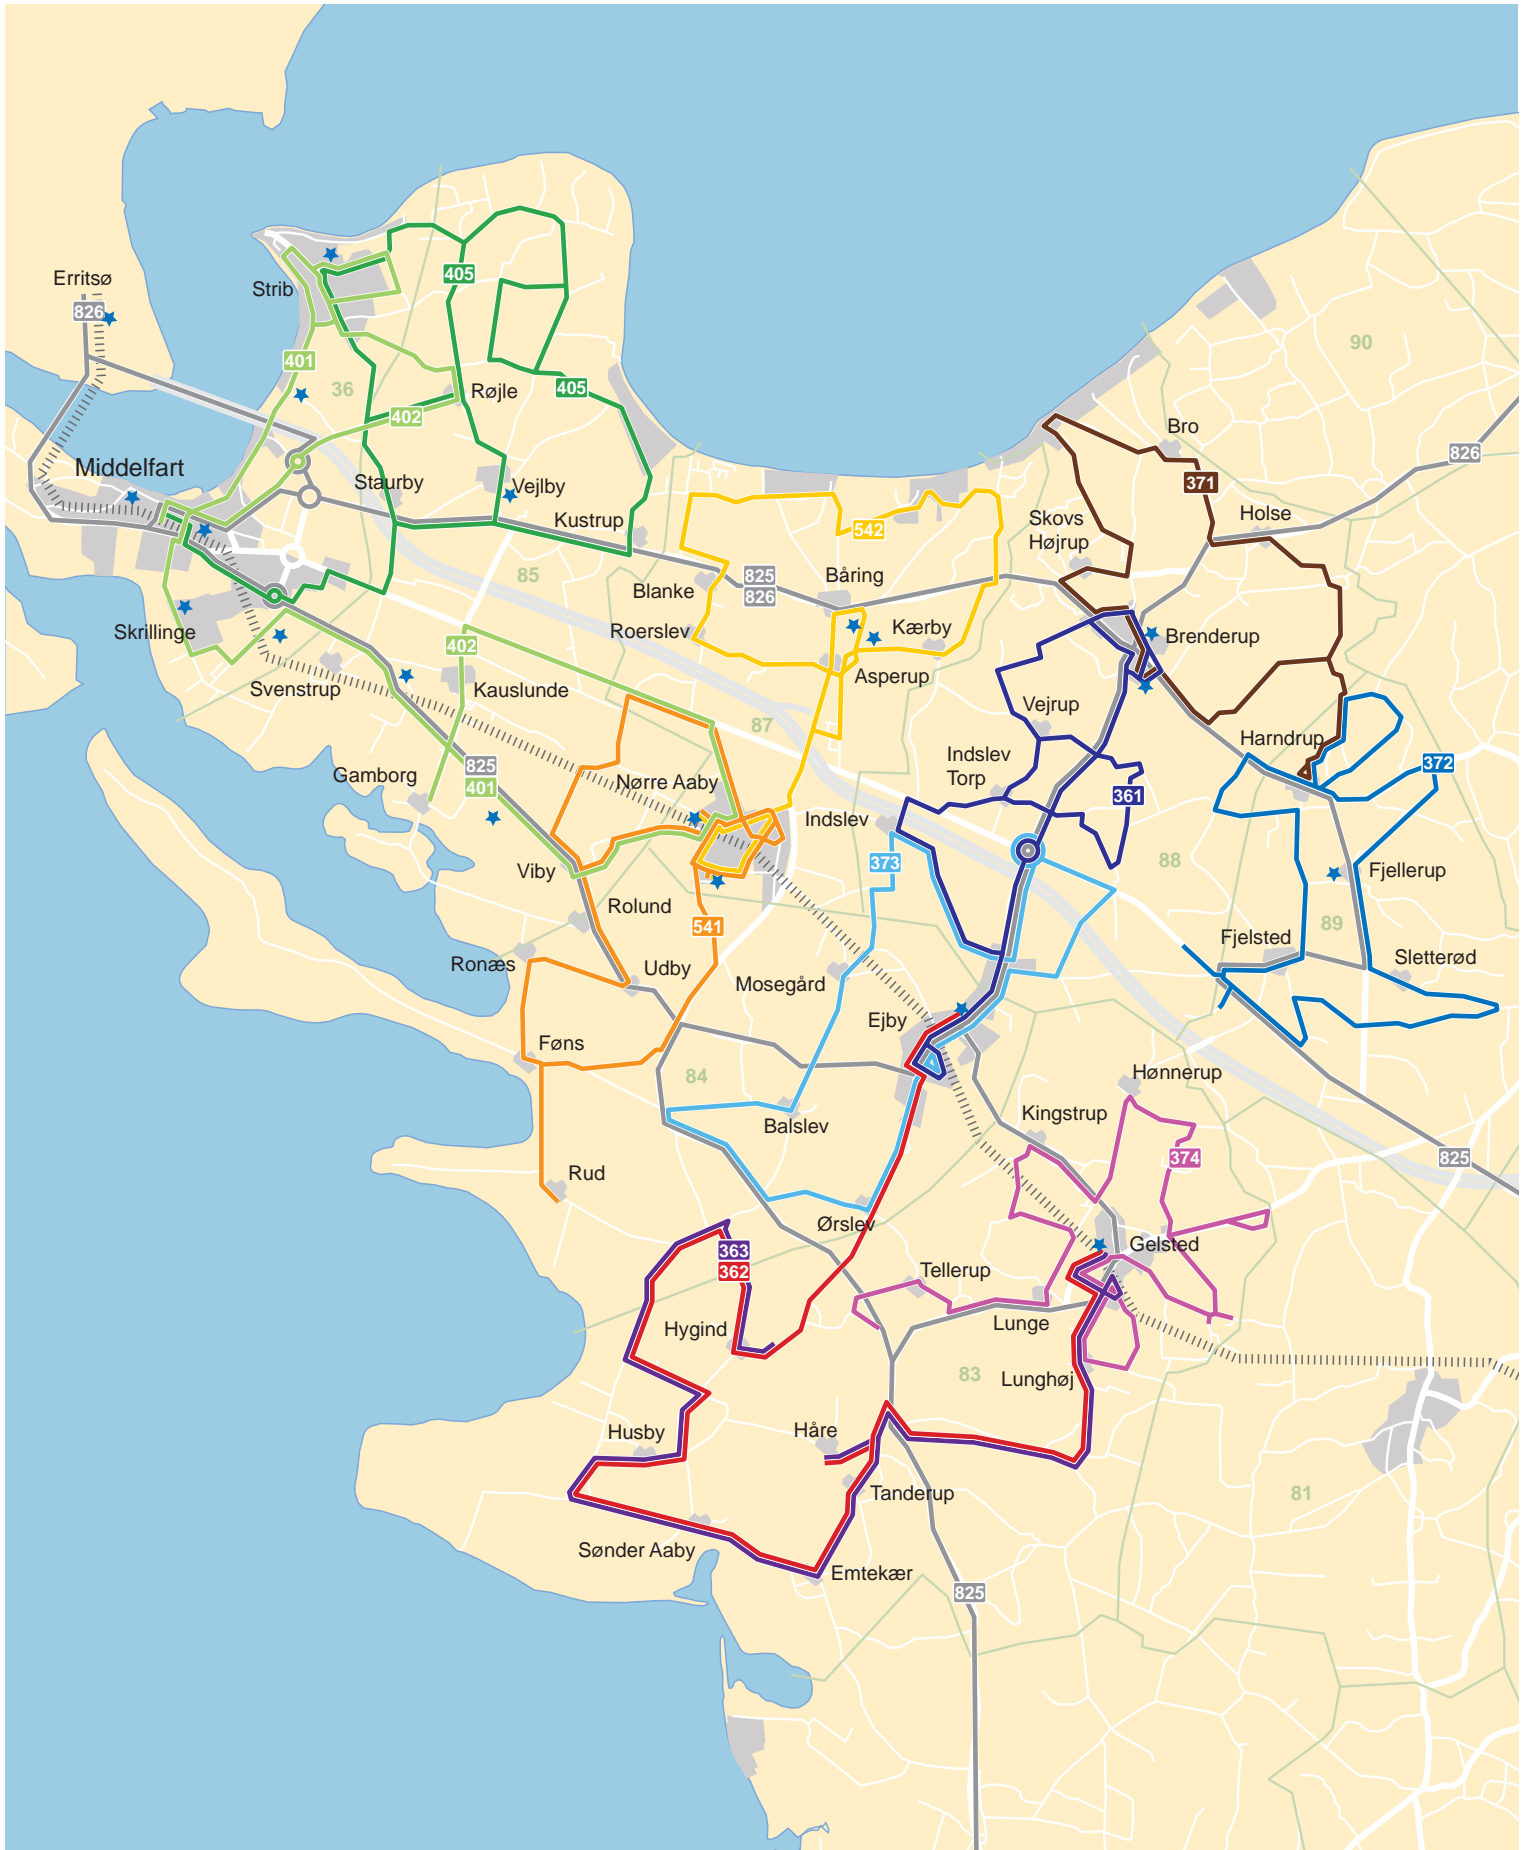 Erritsø
826
Strib
405
401
36
402
Røjle
405
90
Middelfart
Staurby
Vejlby
Kustrup
Bro
371
826
Holse
542
Skovs
Højrup
85
825
826
Blanke
Båring
Roerslev
Kærby
Brenderup
Skrillinge
402
Svenstrup
Kauslunde
Asperup
87
Vejrup
Harndrup
Indslev
Torp
372
825
401
Gamborg
Nørre Aaby
361
Indslev
373
88
Viby
Fjellerup
Rolund
541
89
Fjelsted
Sletterød
Ronæs
Udby
Mosegård
Ejby
Føns
84
Hønnerup
Kingstrup
Balslev
374
825
Rud
Ørslev
363
362
Gelsted
Tellerup
Hygind
Lunge
83
Lunghøj
Husby
Håre
Tanderup
81
Sønder Aaby
Emtekær
825